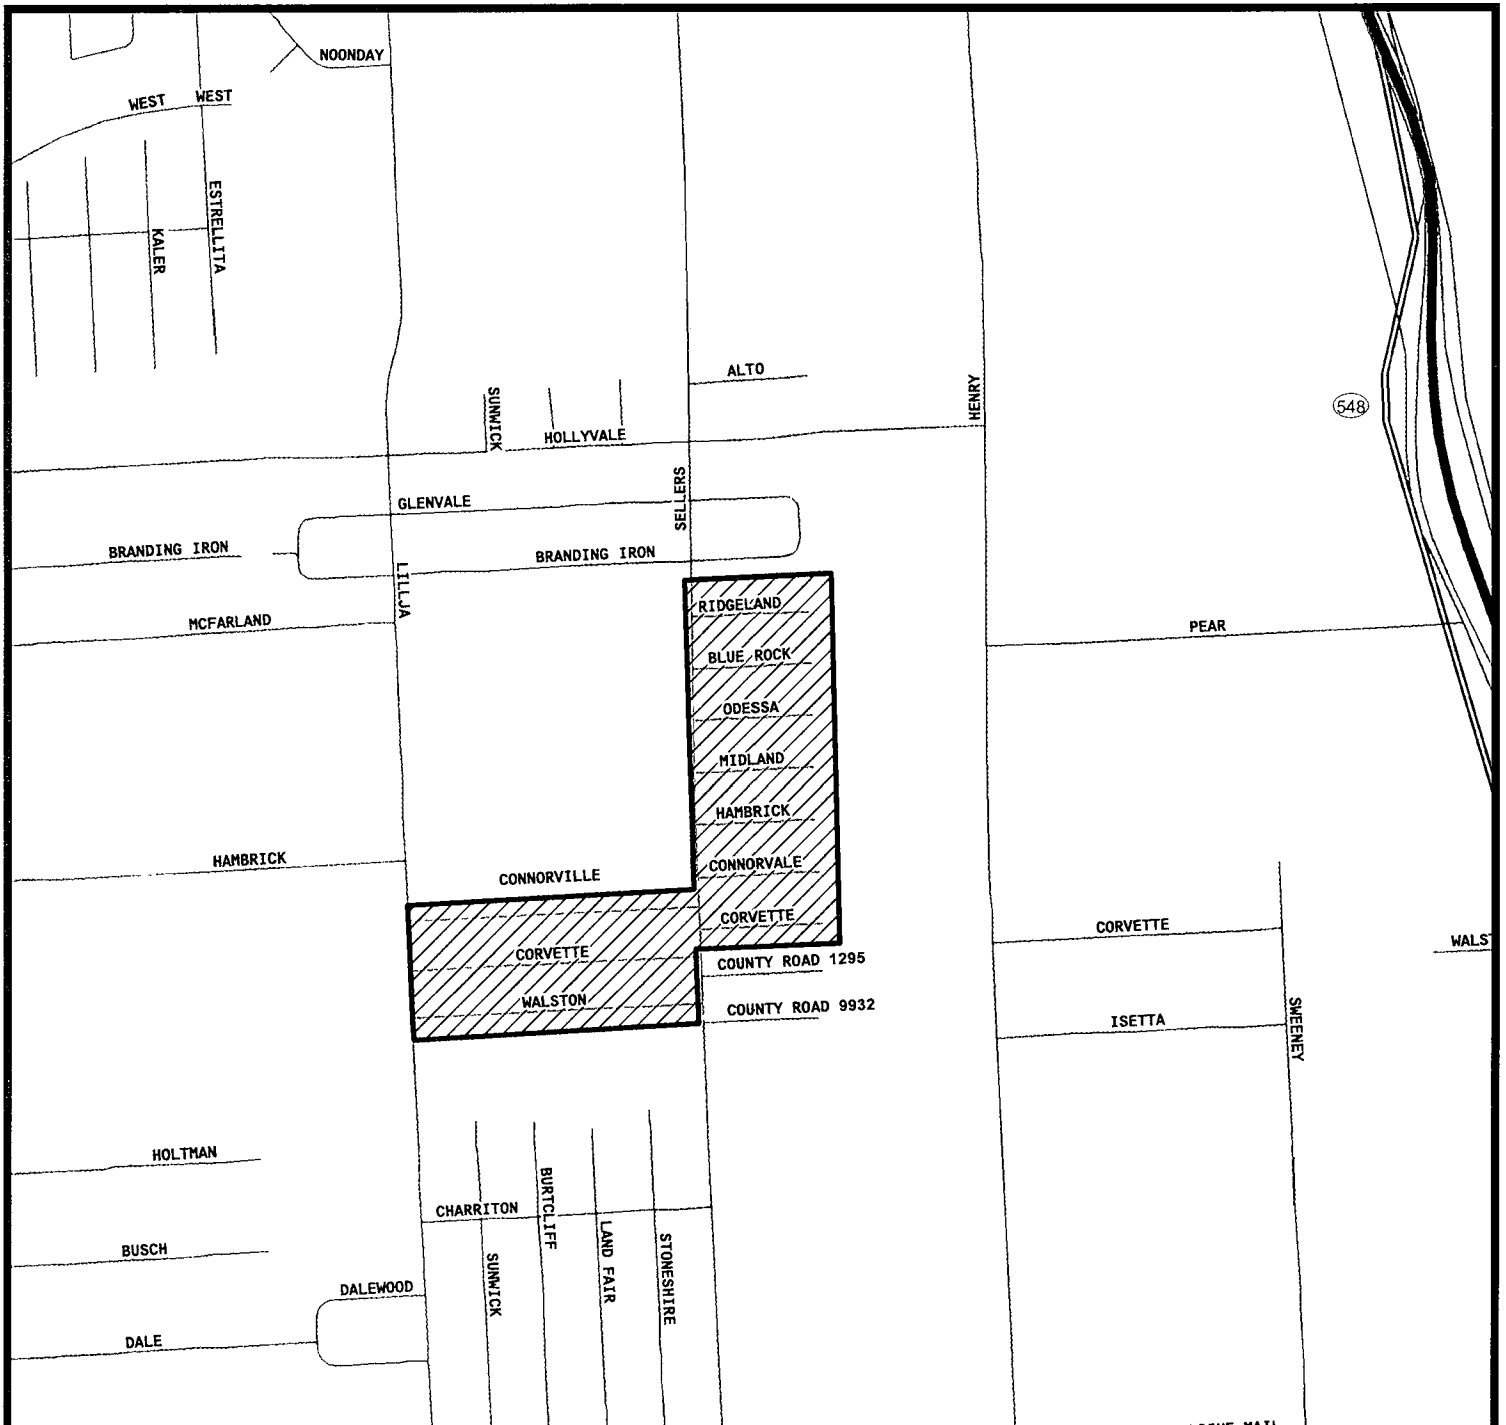 NOONDAY
WEST WEST
ESTRELLITA
KALER
ALTO
SUNWICK
HENRY
548
HOLLYVALE
SELLERS
GLENVALE
BRANDING IRON
BRANDING IRON
LILLJA
RIDGELAND
MCFARLAND
PEAR
BLUE ROCK
ODESSA
MIDLAND
HAMBRICK
HAMBRICK
CONNORVALE
CONNORVILLE
CORVETTE
CORVETTE
WALST
CORVETTE
COUNTY ROAD 1295
WALSTON
COUNTY ROAD 9932
ISETTA
SWEENEY
HOLTMAN
CHARRITON
BURTCLIFF
LAND FAIR
STONESHIRE
BUSCH
SUNWICK
DALEWOOD
DALE